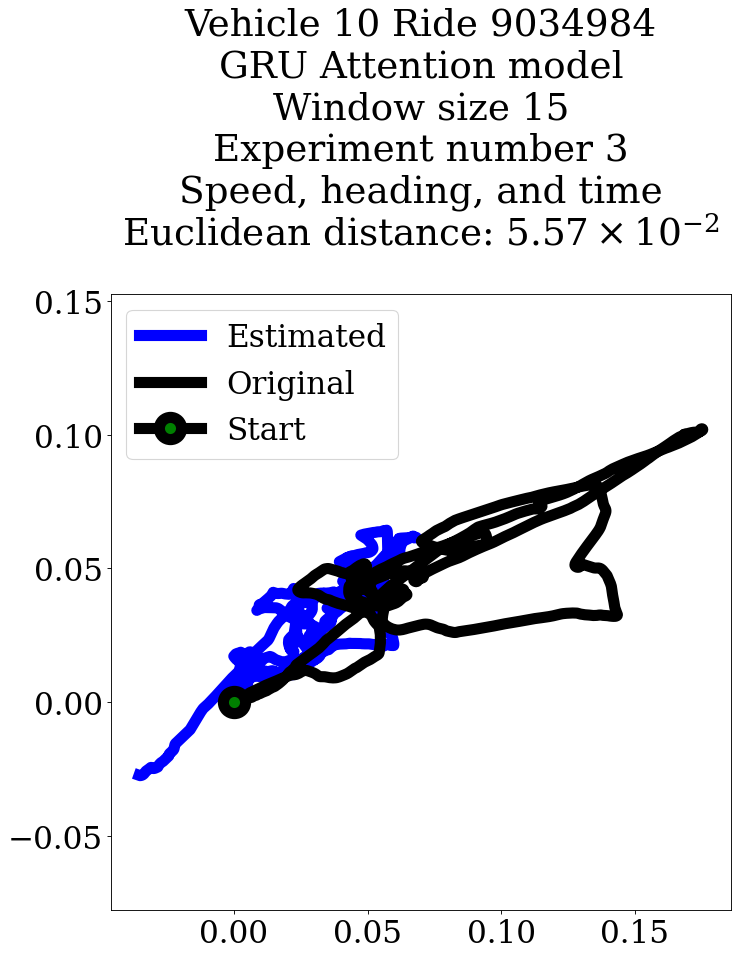 Vehicle 10 Ride 9034984
GRU Attention model
Window size 15
Experiment number 3
Speed, heading, and time
Euclidean distance: 5.57 × 10⁻²
0.15
Estimated
Original
Start
0.10
0.05
0.00
−0.05
0.00 0.05 0.10 0.15